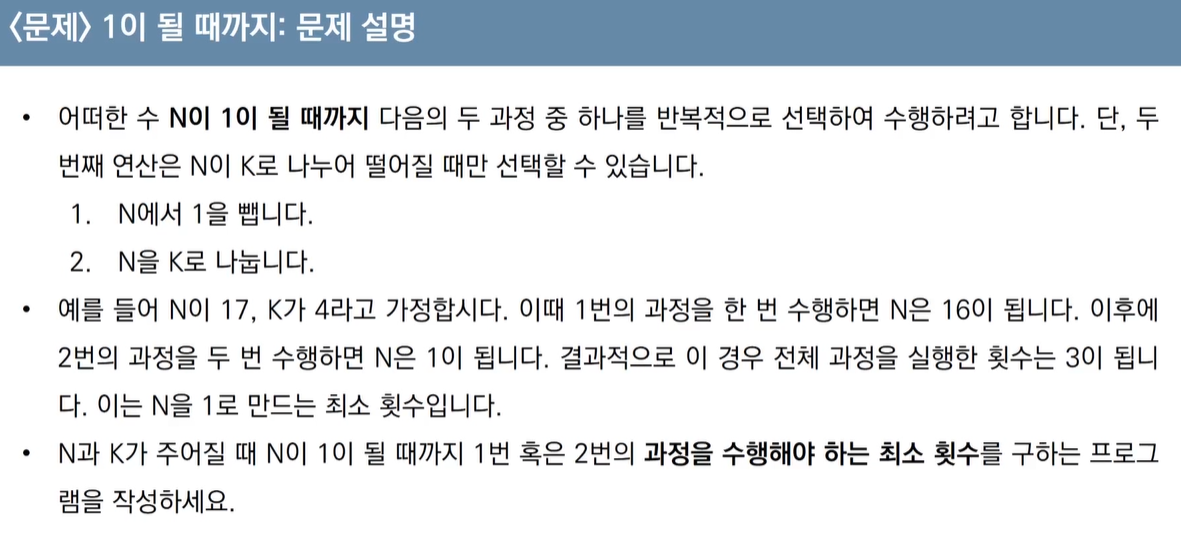 <문제> 1이 될 때까지: 문제 설명
• 어떠한 수 N이 1이 될 때까지 다음의 두 과정 중 하나를 반복적으로 선택하여 수행하려고 합니다. 단, 두
번째 연산은 N이 K로 나누어 떨어질 때만 선택할 수 있습니다.
1. N에서 1을 뺍니다.
2. N을 K로 나눕니다.
• 예를 들어 N이 17, K가 4라고 가정합시다. 이때 1번의 과정을 한 번 수행하면 N은 16이 됩니다. 이후에
2번의 과정을 두 번 수행하면 N은 1이 됩니다. 결과적으로 이 경우 전체 과정을 실행한 횟수는 3이 됩니
다. 이는 N을 1로 만드는 최소 횟수입니다.
• N과 K가 주어질 때 N이 1이 될 때까지 1번 혹은 2번의 과정을 수행해야 하는 최소 횟수를 구하는 프로그
램을 작성하세요.